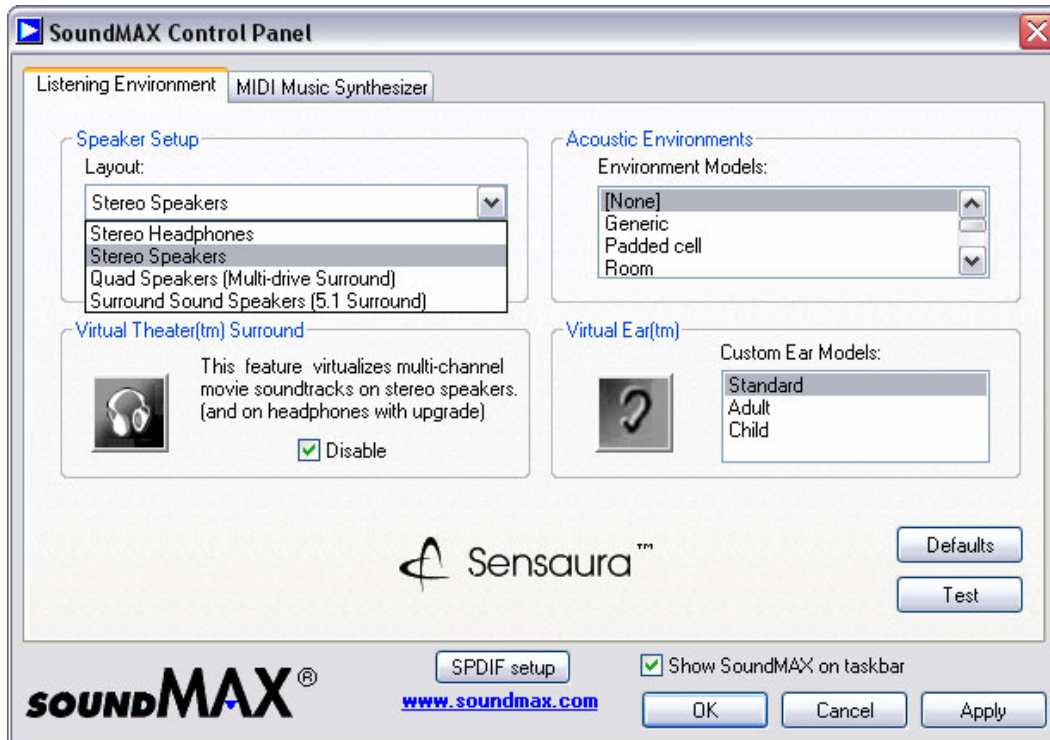 SoundMAX Control Panel
Listening Environment
MIDI Music Synthesizer
Speaker Setup
Layout:
Stereo Speakers
Stereo Headphones
Stereo Speakers
Quad Speakers (Multi-drive Surround)
Surround Sound Speakers (5.1 Surround)
Acoustic Environments
Environment Models:
[None]
Generic
Padded cell
Room
Virtual Theater(tm) Surround
This feature virtualizes multi-channel
movie soundtracks on stereo speakers.
(and on headphones with upgrade)
Disable
Virtual Ear(tm)
Custom Ear Models:
Standard
Adult
Child
Sensaura™
Defaults
Test
SOUNDMAX®
SPDIF setup
www.soundmax.com
Show SoundMAX on taskbar
OK
Cancel
Apply